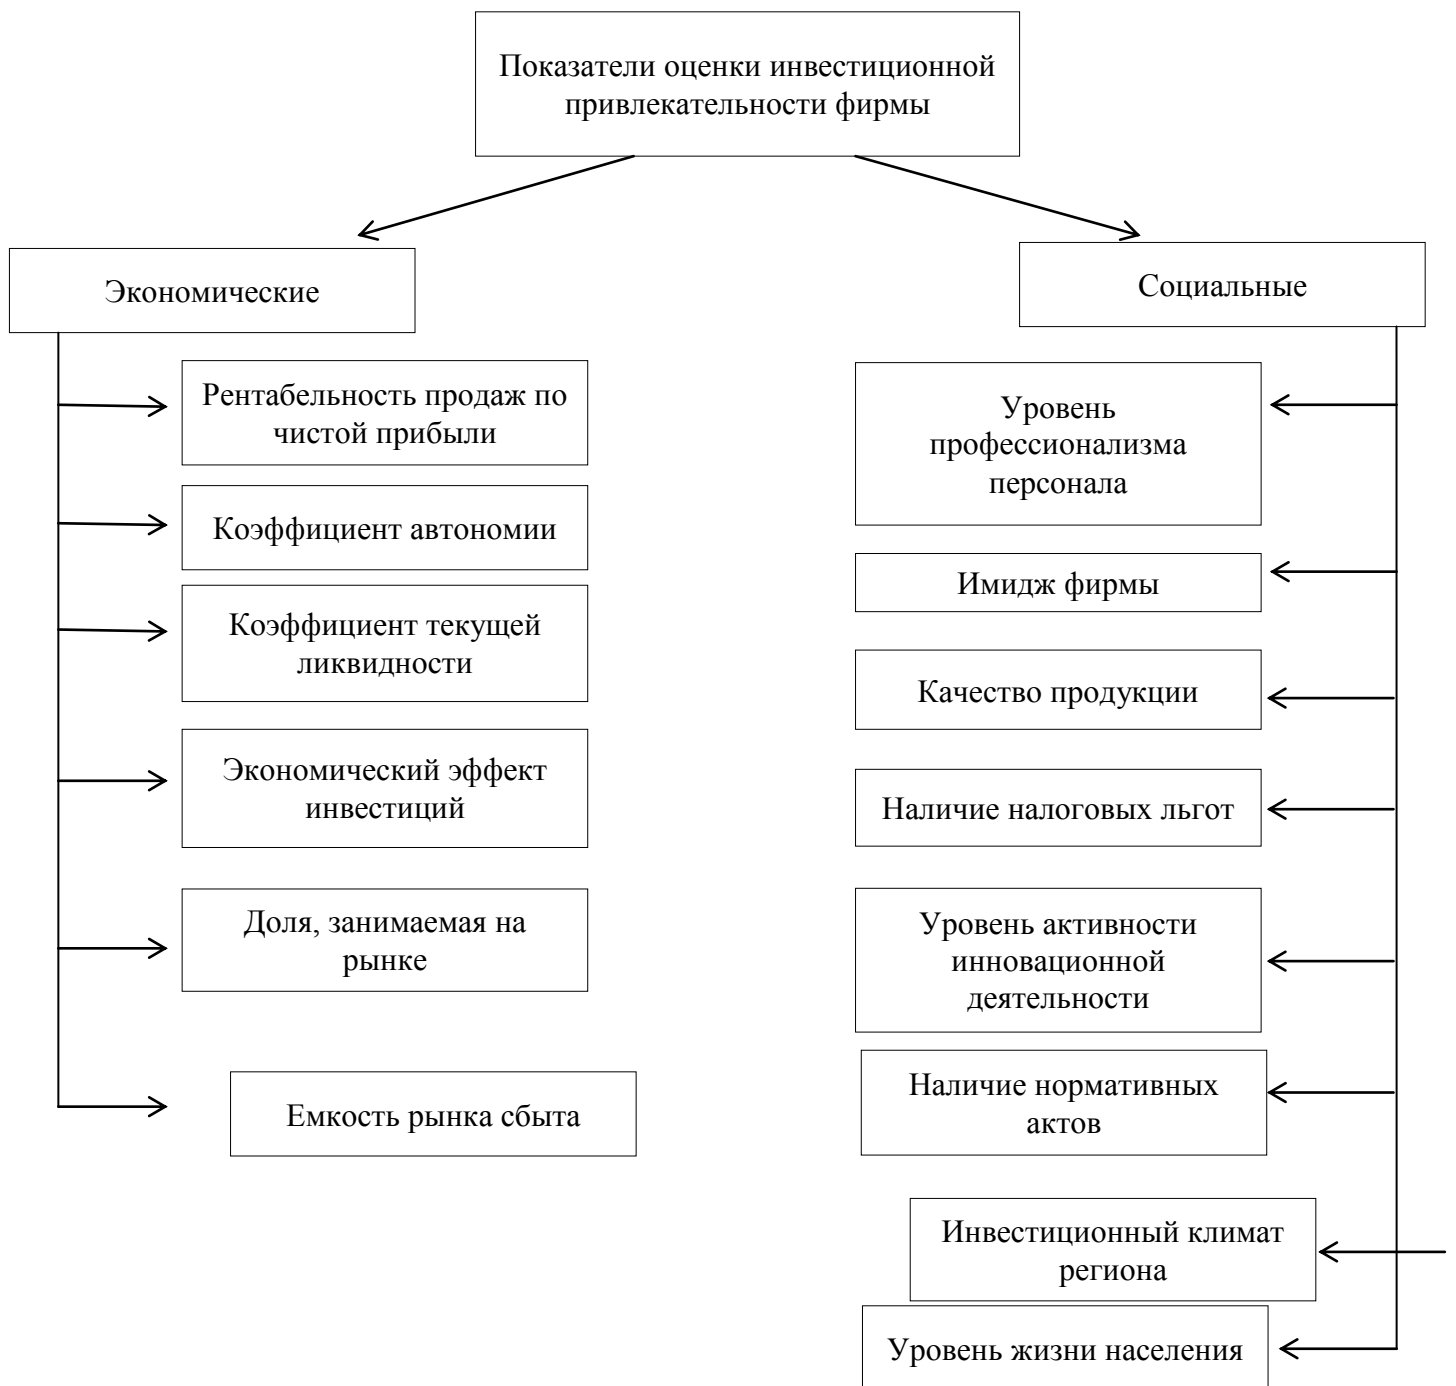 Показатели оценки инвестиционной
привлекательности фирмы
Экономические
Социальные
Рентабельность продаж по
чистой прибыли
Коэффициент автономии
Коэффициент текущей
ликвидности
Экономический эффект
инвестиций
Доля, занимаемая на
рынке
Емкость рынка сбыта
Уровень
профессионализма
персонала
Имидж фирмы
Качество продукции
Наличие налоговых льгот
Уровень активности
инновационной
деятельности
Наличие нормативных
актов
Инвестиционный климат
региона
Уровень жизни населения